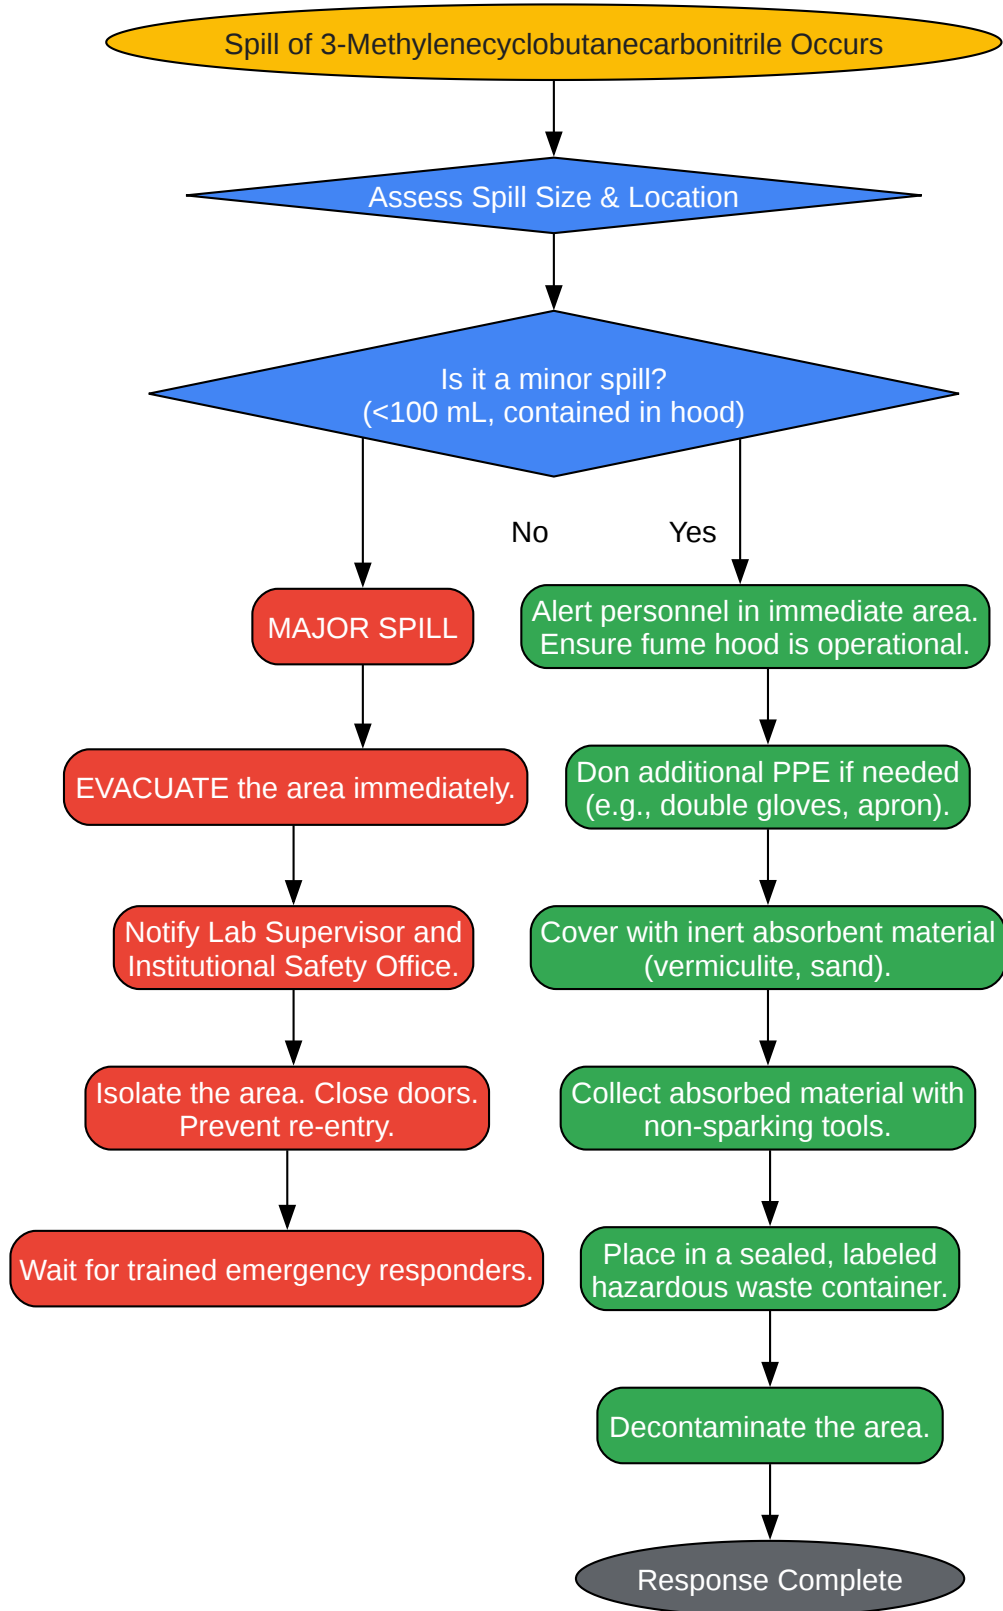 Spill of 3-Methylenecyclobutanecarbonitrile Occurs
Assess Spill Size & Location
Is it a minor spill?
(<100 mL, contained in hood)
No
Yes
MAJOR SPILL
EVACUATE the area immediately.
Notify Lab Supervisor and
Institutional Safety Office.
Isolate the area. Close doors.
Prevent re-entry.
Wait for trained emergency responders.
Alert personnel in immediate area.
Ensure fume hood is operational.
Don additional PPE if needed
(e.g., double gloves, apron).
Cover with inert absorbent material
(vermiculite, sand).
Collect absorbed material with
non-sparking tools.
Place in a sealed, labeled
hazardous waste container.
Decontaminate the area.
Response Complete